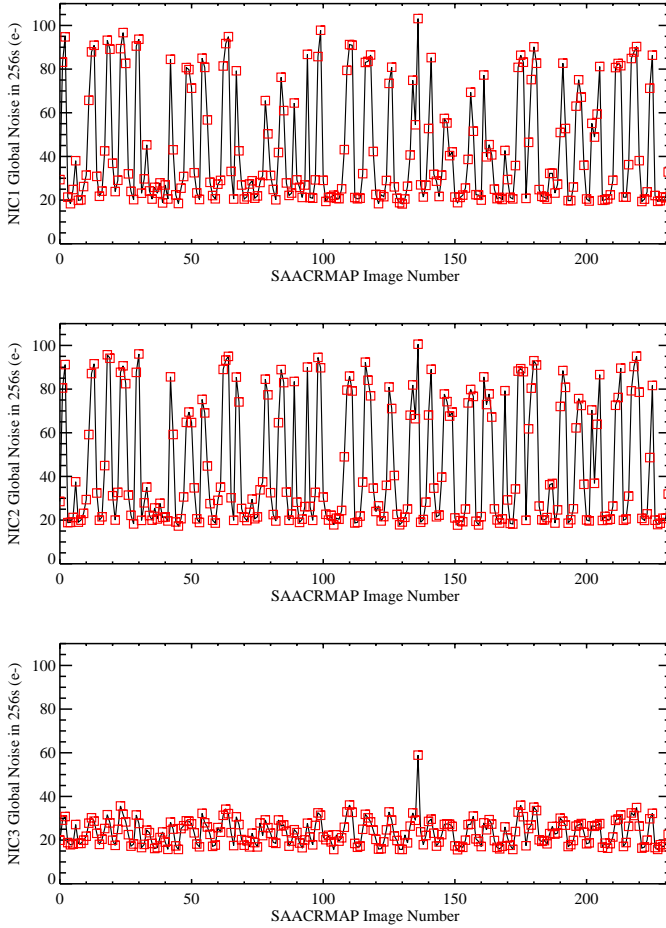 NIC1 Global Noise in 256s (e-)
100
80
60
40
20
0
0 50 100 150 200
SAACRMAP Image Number
NIC2 Global Noise in 256s (e-)
100
80
60
40
20
0
0 50 100 150 200
SAACRMAP Image Number
NIC3 Global Noise in 256s (e-)
100
80
60
40
20
0
0 50 100 150 200
SAACRMAP Image Number